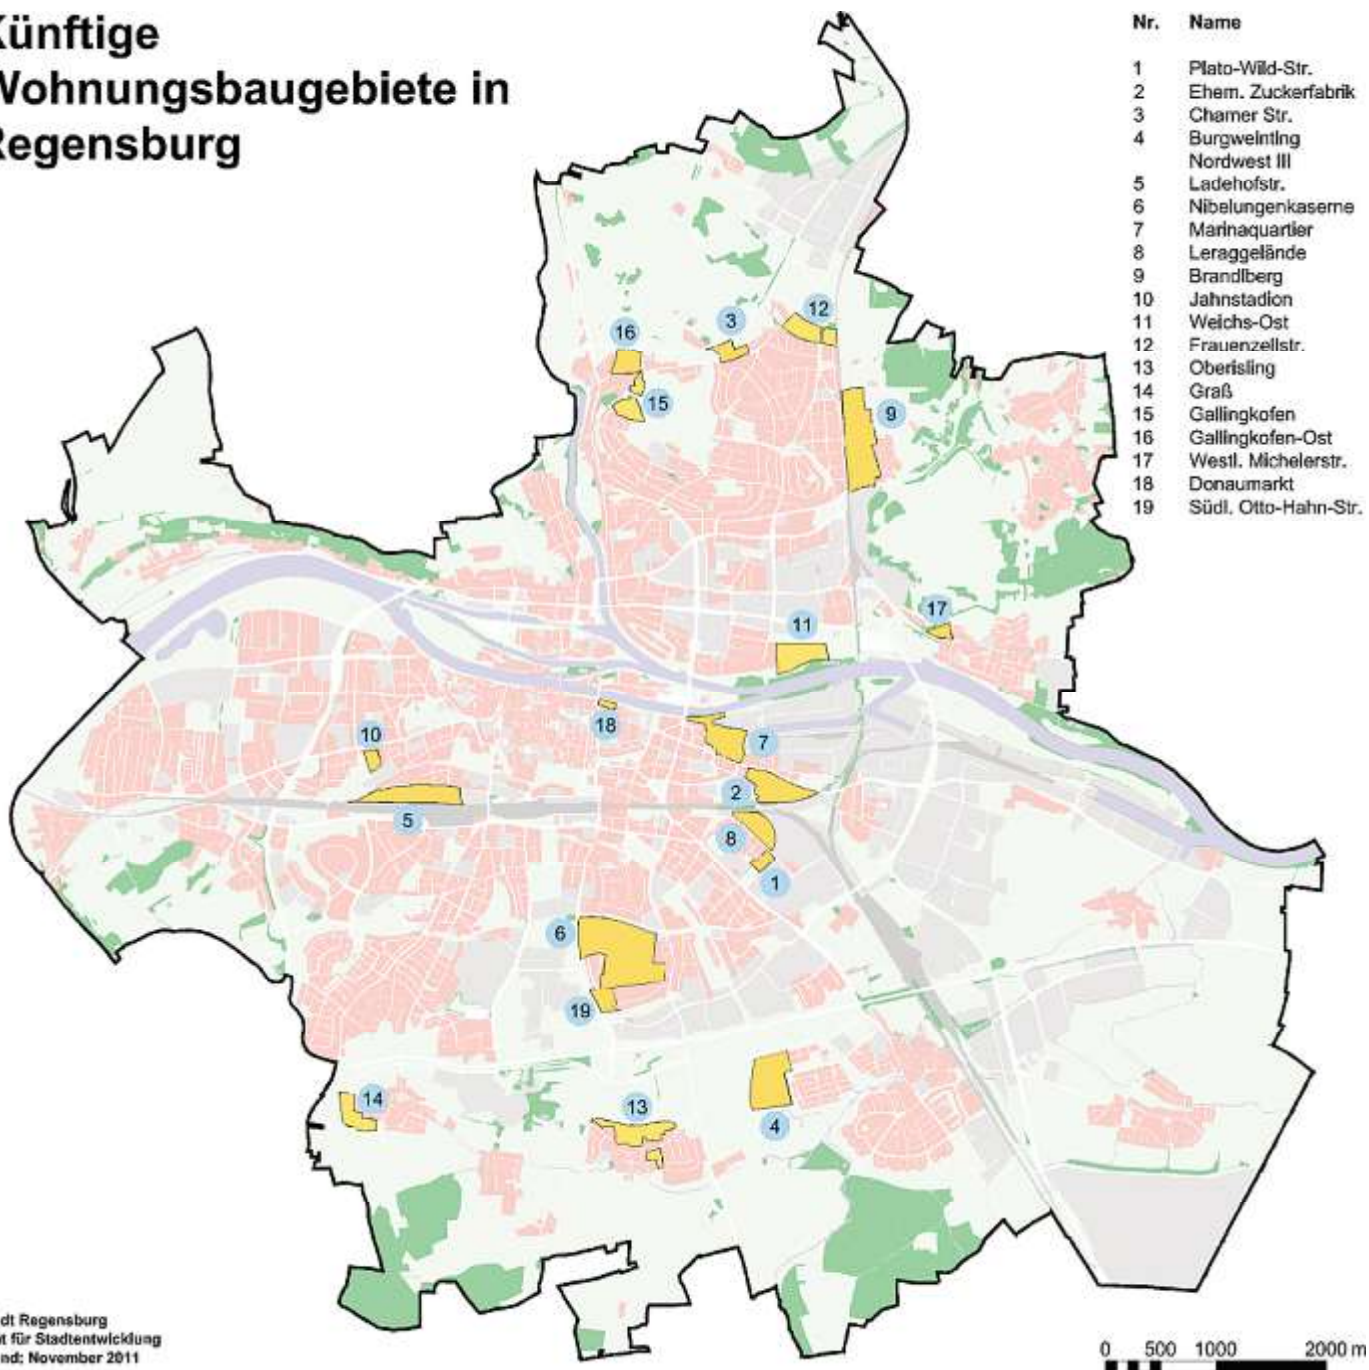 Künftige
Wohnungsbaugebiete in
Regensburg
Nr. Name
1 Plato-Wild-Str.
2 Ehem. Zuckerfabrik
3 Chamer Str.
4 Burgweinting
Nordwest III
5 Ladehofstr.
6 Nibelungenkaserne
7 Marinaquartier
8 Leraggelände
9 Brandlberg
10 Jahnstadion
11 Weichs-Ost
12 Frauenzellstr.
13 Oberisling
14 Graß
15 Gallingkofen
16 Gallingkofen-Ost
17 Westl. Michelerstr.
18 Donaumarkt
19 Südl. Otto-Hahn-Str.
12
3
16
15
9
17
11
18
10
7
2
5
8
1
6
19
14
13
4
dt Regensburg
t für Stadtentwicklung
nd: November 2011
0 500 1000 2000 m